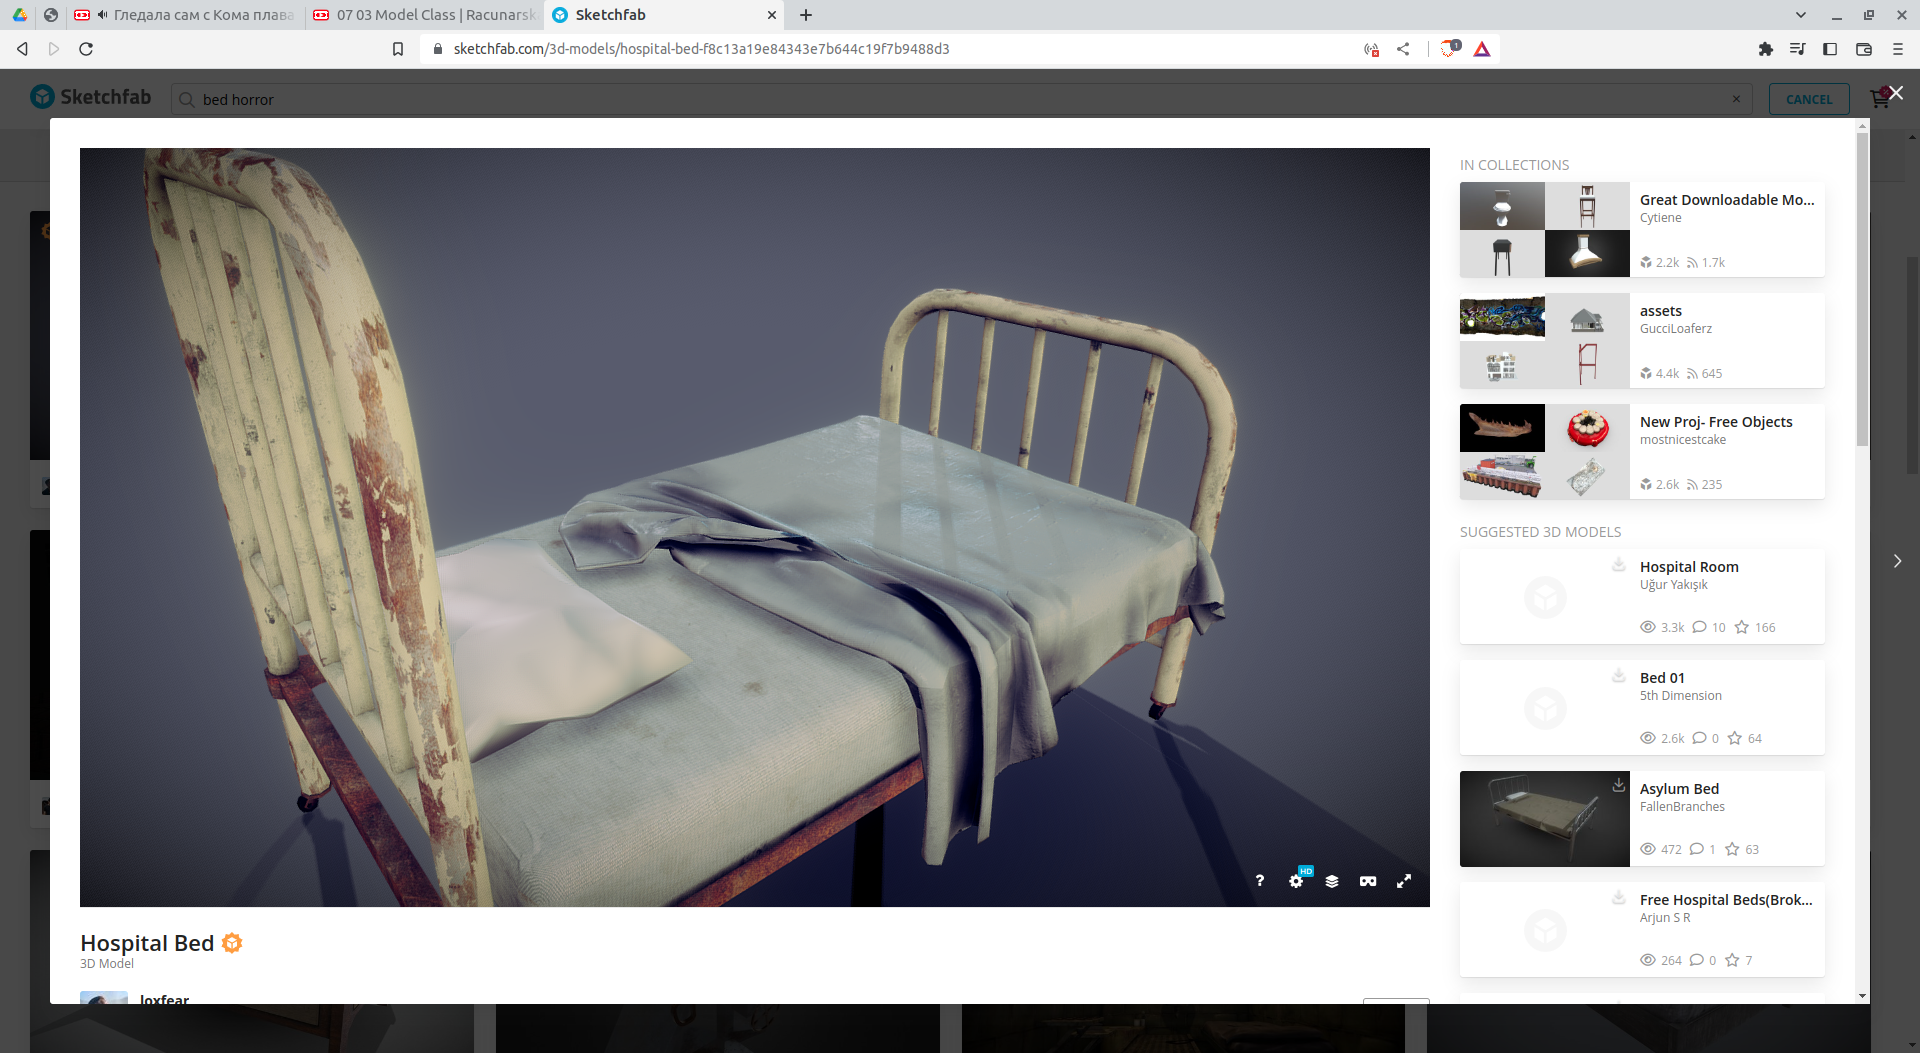 Гледала сам с Кома плава
07 03 Model Class | Racunarsk
Sketchfab
sketchfab.com/3d-models/hospital-bed-f8c13a19e84343e7b644c19f7b9488d3
1
Sketchfab
bed horror
CANCEL
IN COLLECTIONS
Great Downloadable Mo...
Cytiene
2.2k 1.7k
assets
GucciLoaferz
4.4k 645
New Proj- Free Objects
mostnicestcake
2.6k 235
SUGGESTED 3D MODELS
Hospital Room
Uğur Yakışık
3.3k 10 166
Bed 01
5th Dimension
2.6k 0 64
Asylum Bed
FallenBranches
472 1 63
Free Hospital Beds(Brok...
Arjun S R
264 0 7
? HD
Hospital Bed
3D Model
loxfear